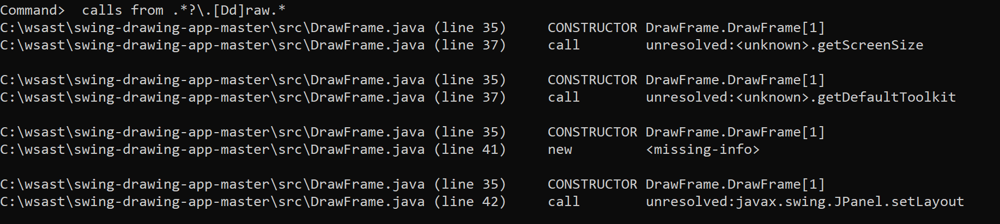 Command>  calls from .*?\.[Dd]raw.*
C:\wsast\swing-drawing-app-master\src\DrawFrame.java (line 35)     CONSTRUCTOR DrawFrame.DrawFrame[1]
C:\wsast\swing-drawing-app-master\src\DrawFrame.java (line 37)     call        unresolved:<unknown>.getScreenSize

C:\wsast\swing-drawing-app-master\src\DrawFrame.java (line 35)     CONSTRUCTOR DrawFrame.DrawFrame[1]
C:\wsast\swing-drawing-app-master\src\DrawFrame.java (line 37)     call        unresolved:<unknown>.getDefaultToolkit

C:\wsast\swing-drawing-app-master\src\DrawFrame.java (line 35)     CONSTRUCTOR DrawFrame.DrawFrame[1]
C:\wsast\swing-drawing-app-master\src\DrawFrame.java (line 41)     new         <missing-info>

C:\wsast\swing-drawing-app-master\src\DrawFrame.java (line 35)     CONSTRUCTOR DrawFrame.DrawFrame[1]
C:\wsast\swing-drawing-app-master\src\DrawFrame.java (line 42)     call        unresolved:javax.swing.JPanel.setLayout